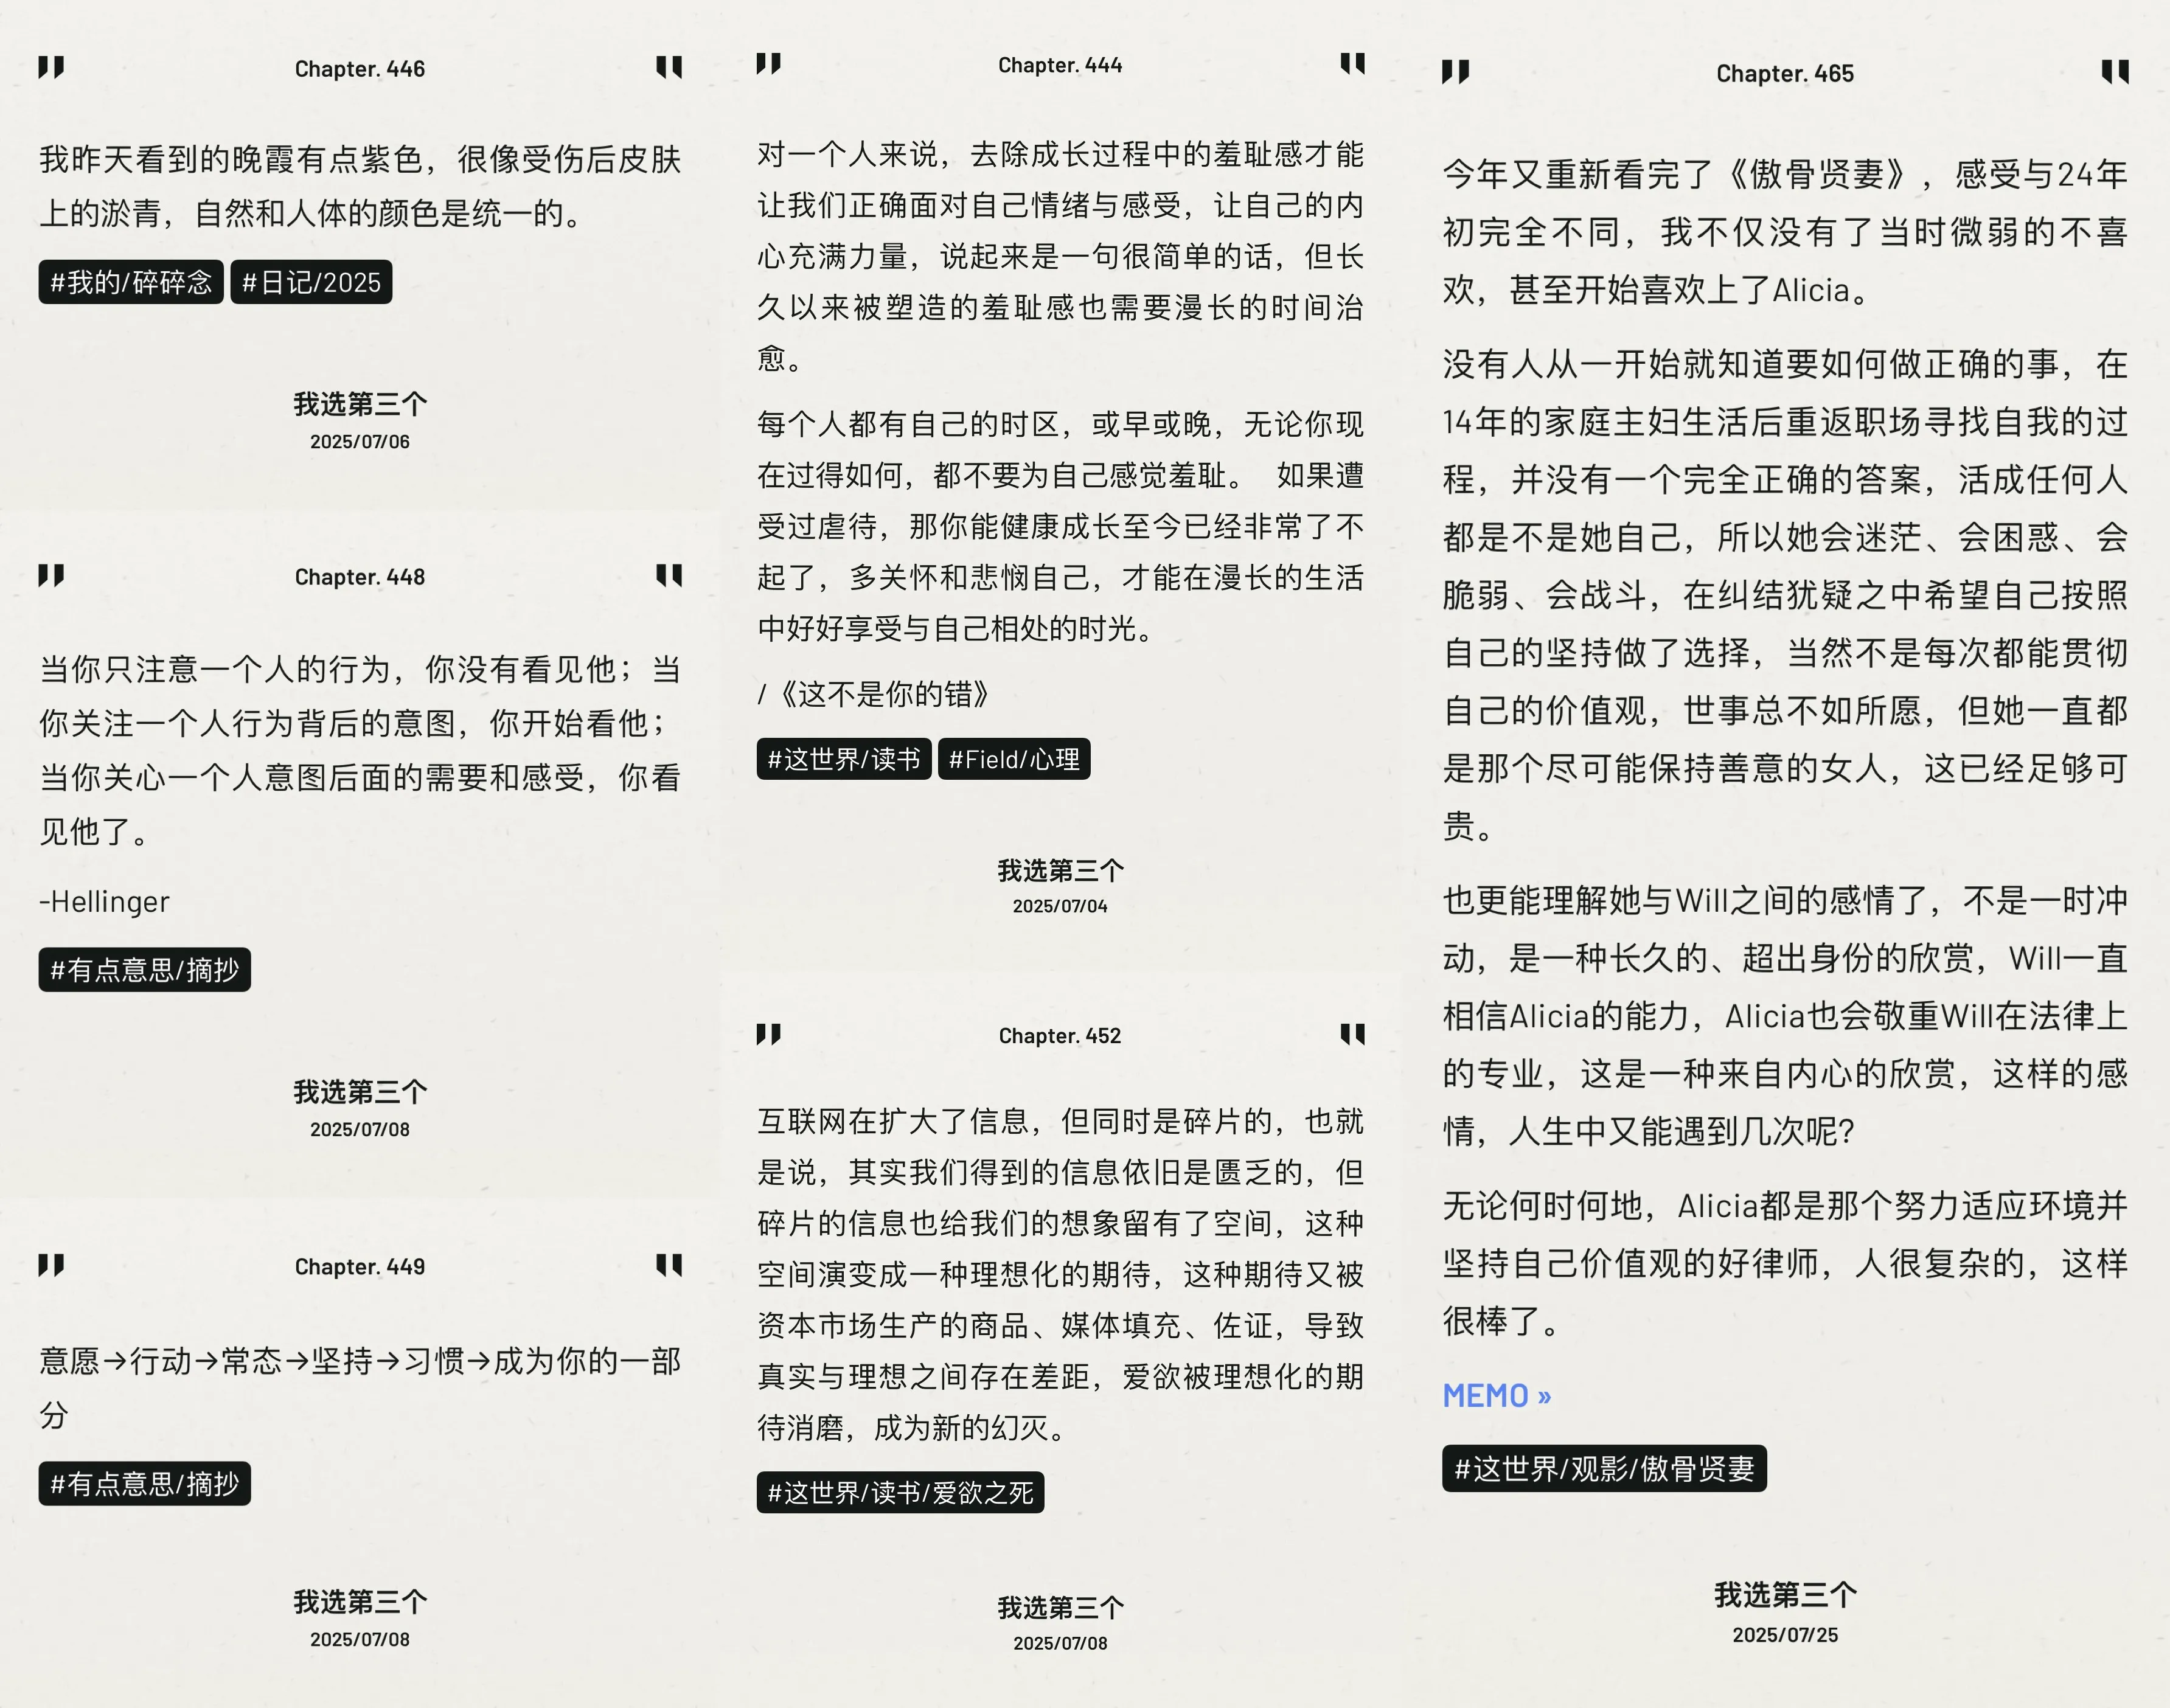 Chapter. 446
我昨天看到的晚霞有点紫色，很像受伤后皮肤
上的淤青，自然和人体的颜色是统一的。
#我的/碎碎念 #日记/2025
我选第三个
2025/07/06
Chapter. 448
当你只注意一个人的行为，你没有看见他；当
你关注一个人行为背后的意图，你开始看他；
当你关心一个人意图后面的需要和感受，你看
见他了。
-Hellinger
#有点意思/摘抄
我选第三个
2025/07/08
Chapter. 449
意愿→行动→常态→坚持→习惯→成为你的一部
分
#有点意思/摘抄
我选第三个
2025/07/08
Chapter. 444
对一个人来说，去除成长过程中的羞耻感才能
让我们正确面对自己情绪与感受，让自己的内
心充满力量，说起来是一句很简单的话，但长
久以来被塑造的羞耻感也需要漫长的时间治
愈。
每个人都有自己的时区，或早或晚，无论你现
在过得如何，都不要为自己感觉羞耻。 如果遭
受过虐待，那你能健康成长至今已经非常了不
起了，多关怀和悲悯自己，才能在漫长的生活
中好好享受与自己相处的时光。
/《这不是你的错》
#这世界/读书 #Field/心理
我选第三个
2025/07/04
Chapter. 452
互联网在扩大了信息，但同时是碎片的，也就
是说，其实我们得到的信息依旧是匮乏的，但
碎片的信息也给我们的想象留有了空间，这种
空间演变成一种理想化的期待，这种期待又被
资本市场生产的商品、媒体填充、佐证，导致
真实与理想之间存在差距，爱欲被理想化的期
待消磨，成为新的幻灭。
#这世界/读书/爱欲之死
我选第三个
2025/07/08
Chapter. 465
今年又重新看完了《傲骨贤妻》，感受与24年
初完全不同，我不仅没有了当时微弱的不喜
欢，甚至开始喜欢上了Alicia。
没有人从一开始就知道要如何做正确的事，在
14年的家庭主妇生活后重返职场寻找自我的过
程，并没有一个完全正确的答案，活成任何人
都是不是她自己，所以她会迷茫、会困惑、会
脆弱、会战斗，在纠结犹疑之中希望自己按照
自己的坚持做了选择，当然不是每次都能贯彻
自己的价值观，世事总不如所愿，但她一直都
是那个尽可能保持善意的女人，这已经足够可
贵。
也更能理解她与Will之间的感情了，不是一时冲
动，是一种长久的、超出身份的欣赏，Will一直
相信Alicia的能力，Alicia也会敬重Will在法律上
的专业，这是一种来自内心的欣赏，这样的感
情，人生中又能遇到几次呢?
无论何时何地，Alicia都是那个努力适应环境并
坚持自己价值观的好律师，人很复杂的，这样
很棒了。
MEMO »
#这世界/观影/傲骨贤妻
我选第三个
2025/07/25